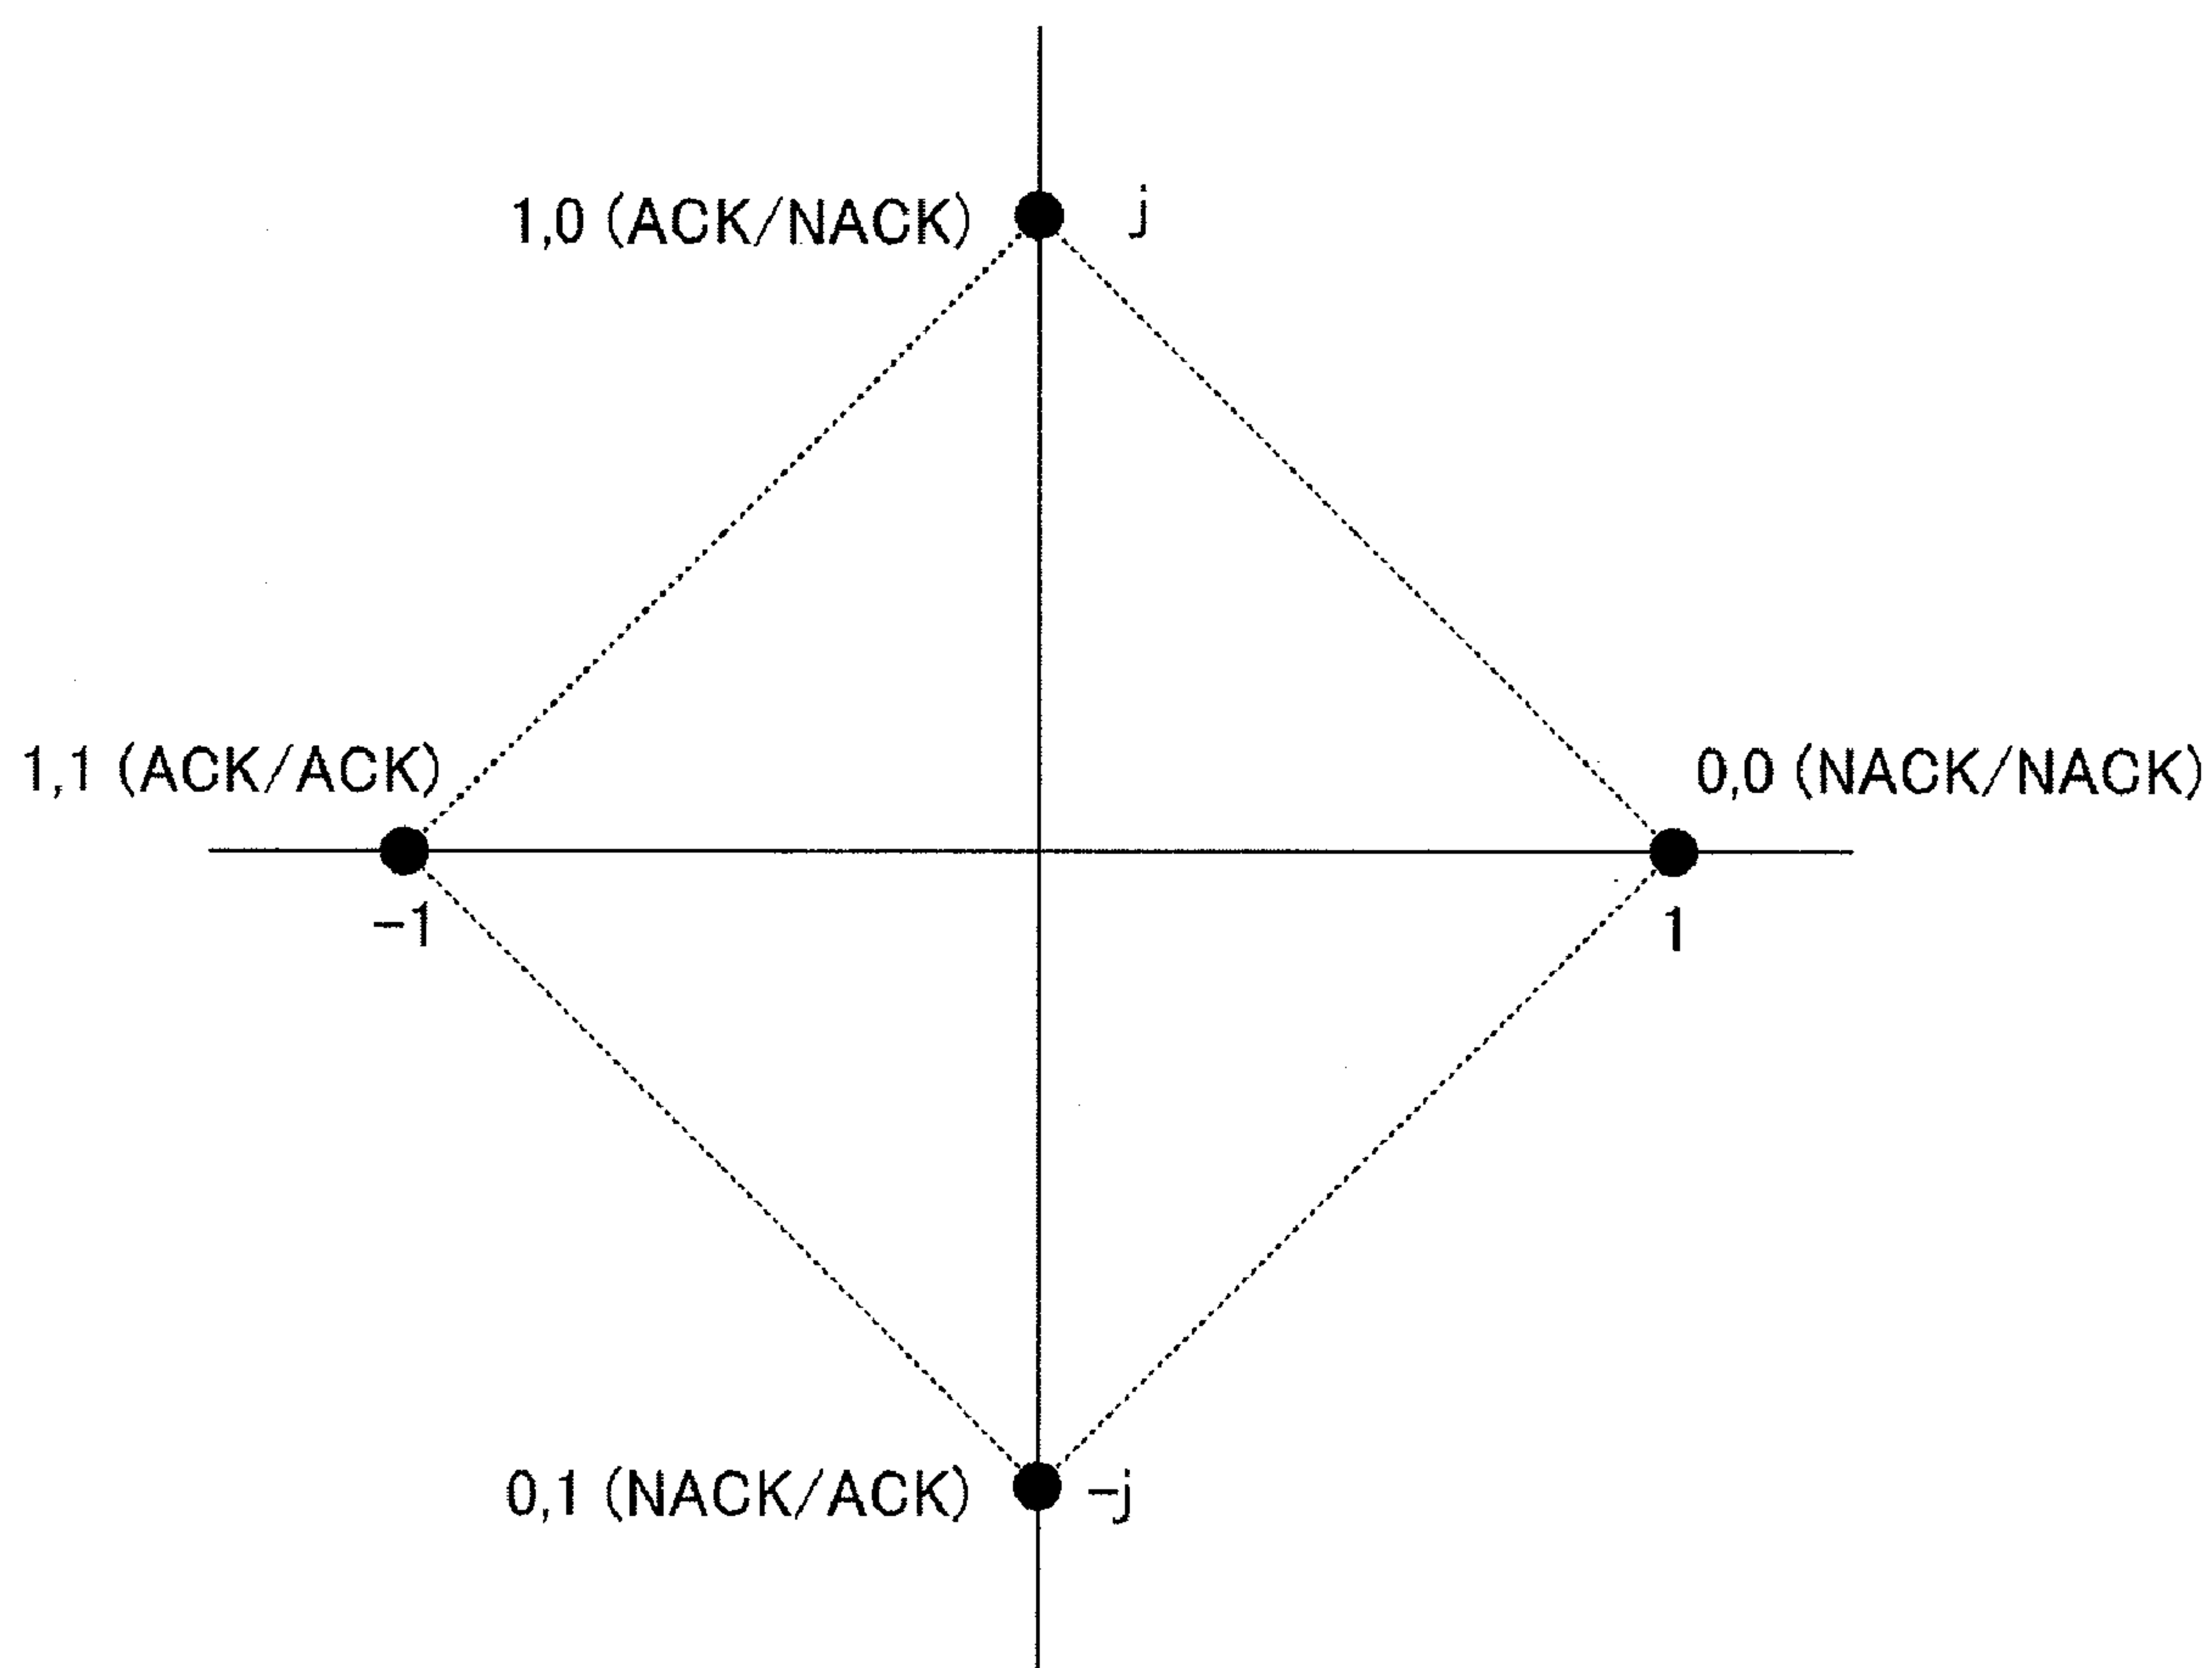 1,0 (ACK/NACK)
j
1,1 (ACK/ACK)
0,0 (NACK/NACK)
-1
1
0,1 (NACK/ACK)
-j